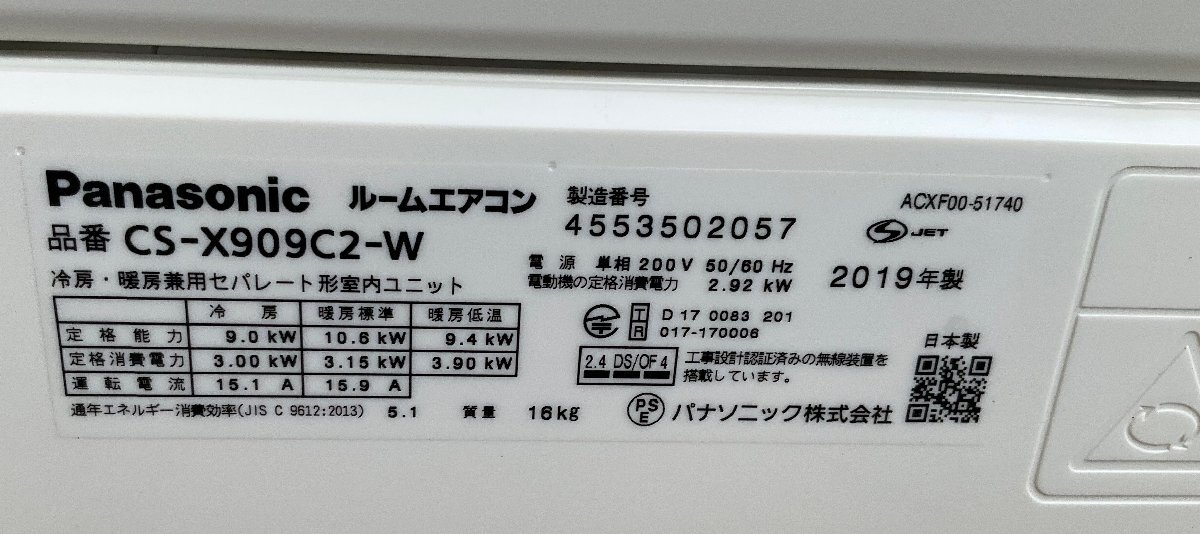 Panasonic ルームエアコン
品番 CS-X909C2-W
冷房・暖房兼用セパレート形室内ユニット
冷房 暖房標準 暖房低温
定格能力 9.0 kW 10.6 kW 9.4 kW
定格消費電力 3.00 kW 3.15 kW 3.90 kW
運転電流 15.1 A 15.9 A
通年エネルギー消費効率(JIS C 9612:2013) 5.1 質量 16kg
製造番号
4553502057
電源 単相 200V 50/60 Hz
電動機の定格消費電力 2.92 kW
T D 17 0083 201
R 017-170006
2.4 DS/OF 4
工事設計認証済みの無線装置を
搭載しています。
PSE パナソニック株式会社
ACXF00-51740
S JET
2019年製
日本製